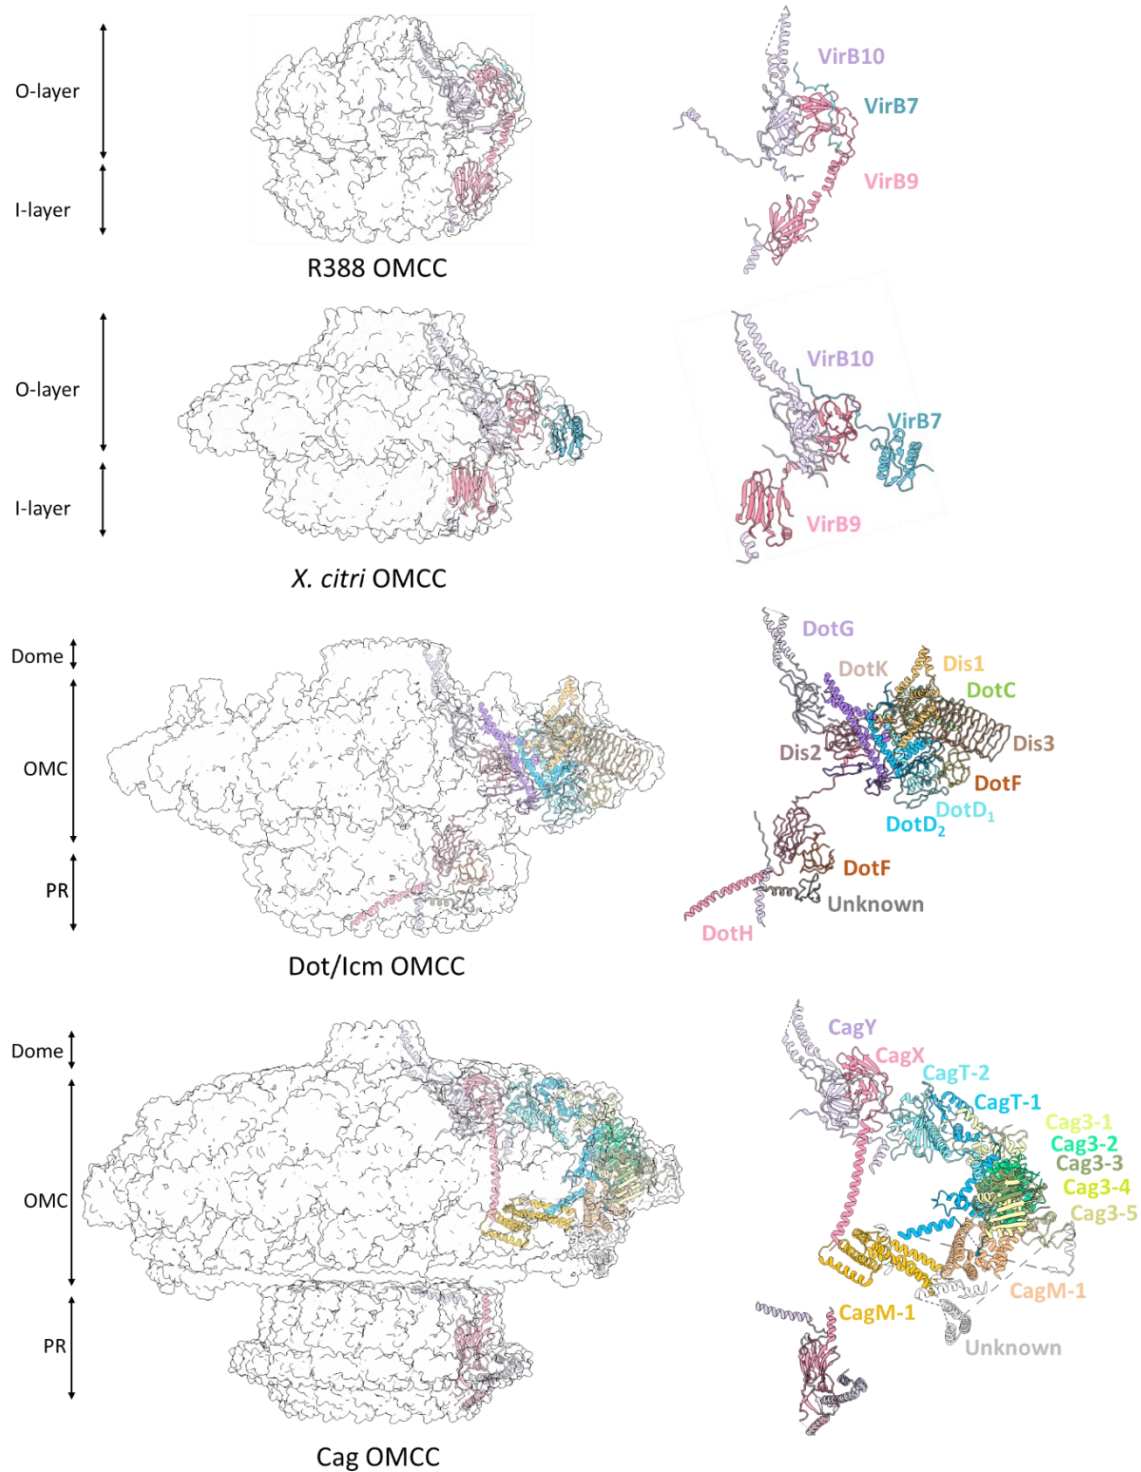 O-layer
I-layer
VirB10
VirB7
VirB9
R388 OMCC
O-layer
I-layer
VirB10
VirB7
VirB9
X. citri OMCC
Dome
OMC
PR
DotG
DotK
Dis1
DotC
Dis2
Dis3
DotF
DotD1
DotD2
DotF
Unknown
DotH
Dot/Icm OMCC
Dome
OMC
PR
CagY
CagX
CagT-2
CagT-1
Cag3-1
Cag3-2
Cag3-3
Cag3-4
Cag3-5
CagM-1
CagM-1
Unknown
Cag OMCC